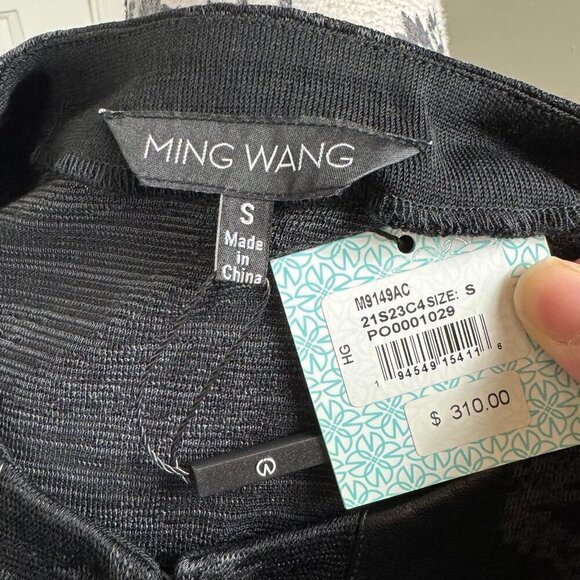 MING WANG
S
Made
in
China
M9149AC
21S23C4 SIZE: S
PO0001029
HG
1 94549 15411 6
$ 310.00